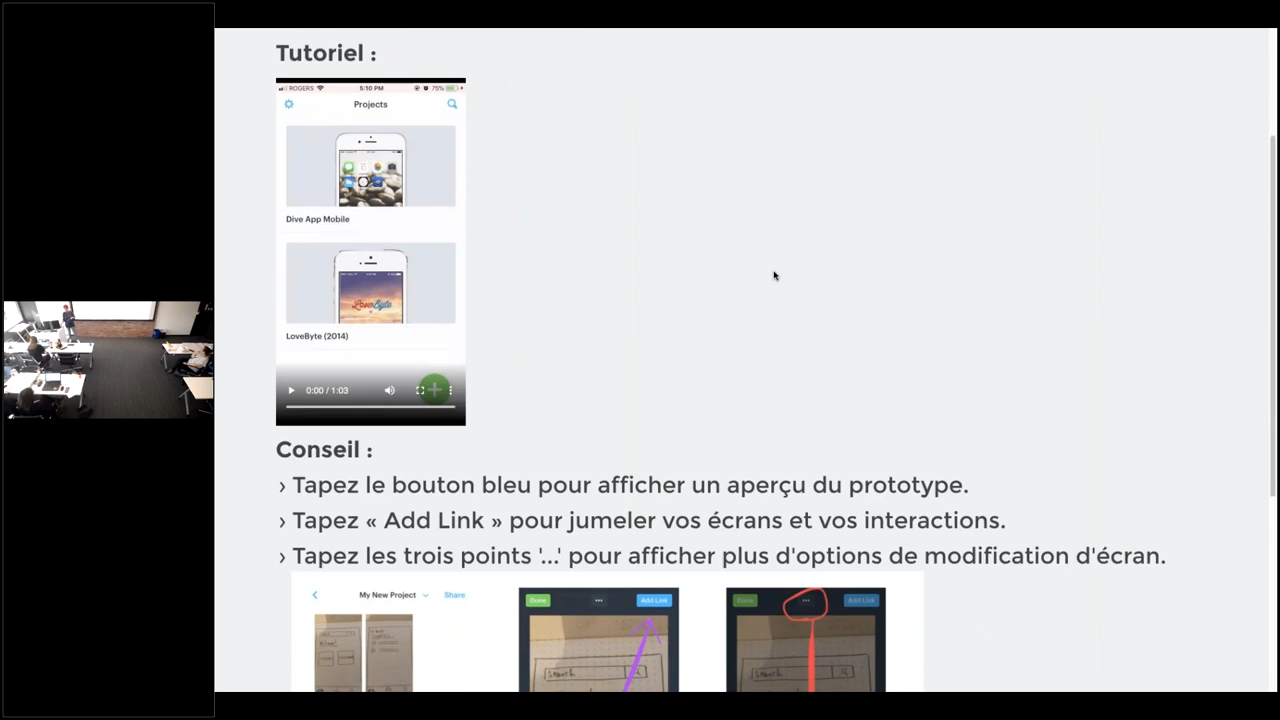 Tutoriel :
ROGERS 5:10 PM 75%
Projects
Dive App Mobile
LoveByte
LoveByte (2014)
0:00 / 1:03
Conseil :
› Tapez le bouton bleu pour afficher un aperçu du prototype.
› Tapez « Add Link » pour jumeler vos écrans et vos interactions.
› Tapez les trois points '...' pour afficher plus d'options de modification d'écran.
My New Project Share
Done ... Add Link
Done ... Add Link
Search
Search